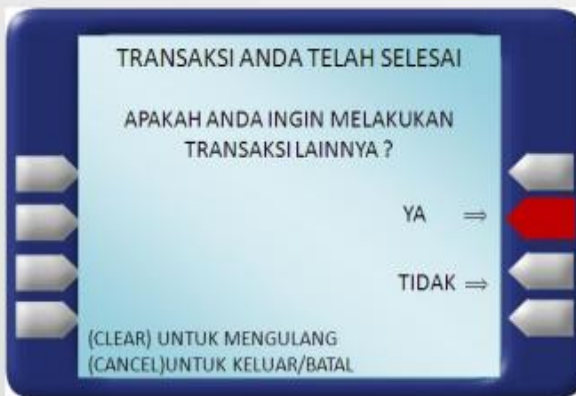 TRANSAKSI ANDA TELAH SELESAI
APAKAH ANDA INGIN MELAKUKAN
TRANSAKSI LAINNYA ?
YA ⇒
TIDAK ⇒
(CLEAR) UNTUK MENGULANG
(CANCEL)UNTUK KELUAR/BATAL